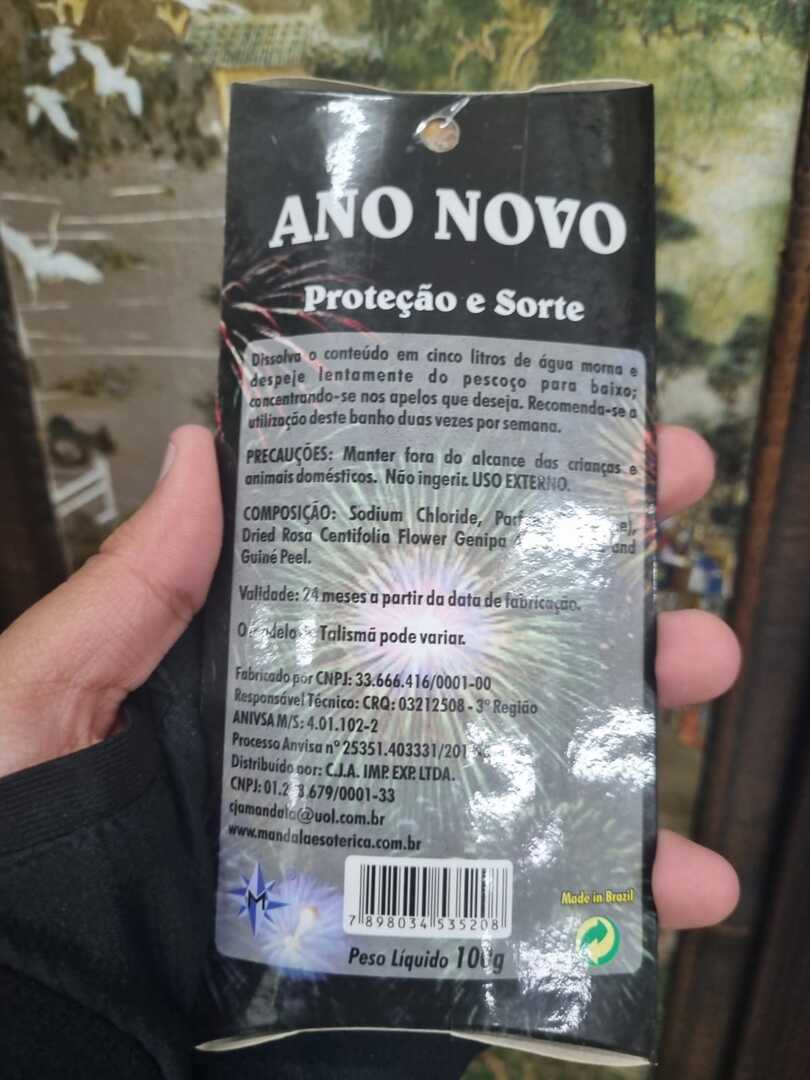 ANO NOVO
Proteção e Sorte
Dissolva o conteúdo em cinco litros de água morna e
despeje lentamente do pescoço para baixo;
concentrando-se nos apelos que deseja. Recomenda-se a
utilização deste banho duas vezes por semana.
PRECAUÇÕES: Manter fora do alcance das crianças e
animais domésticos. Não ingerir. USO EXTERNO.
COMPOSIÇÃO: Sodium Chloride,
Dried Rosa Centifolia Flower Genipa and
Guiné Peel.
Validade: 24 meses a partir da data de fabricação.
O Talismã pode variar.
Fabricado por CNPJ: 33.666.416/0001-00
Responsável Técnico: CRQ: 03212508 - 3ª Região
ANIVSA M/S: 4.01.102-2
Processo Anvisa nº
Distribuído por: C.J.A. IMP. EXP. LTDA.
CNPJ:
cjamandala@uol.com.br
www.mandalaesoterica.com.br
M
7 898034 535208
Made in Brazil
Peso Líquido 100g